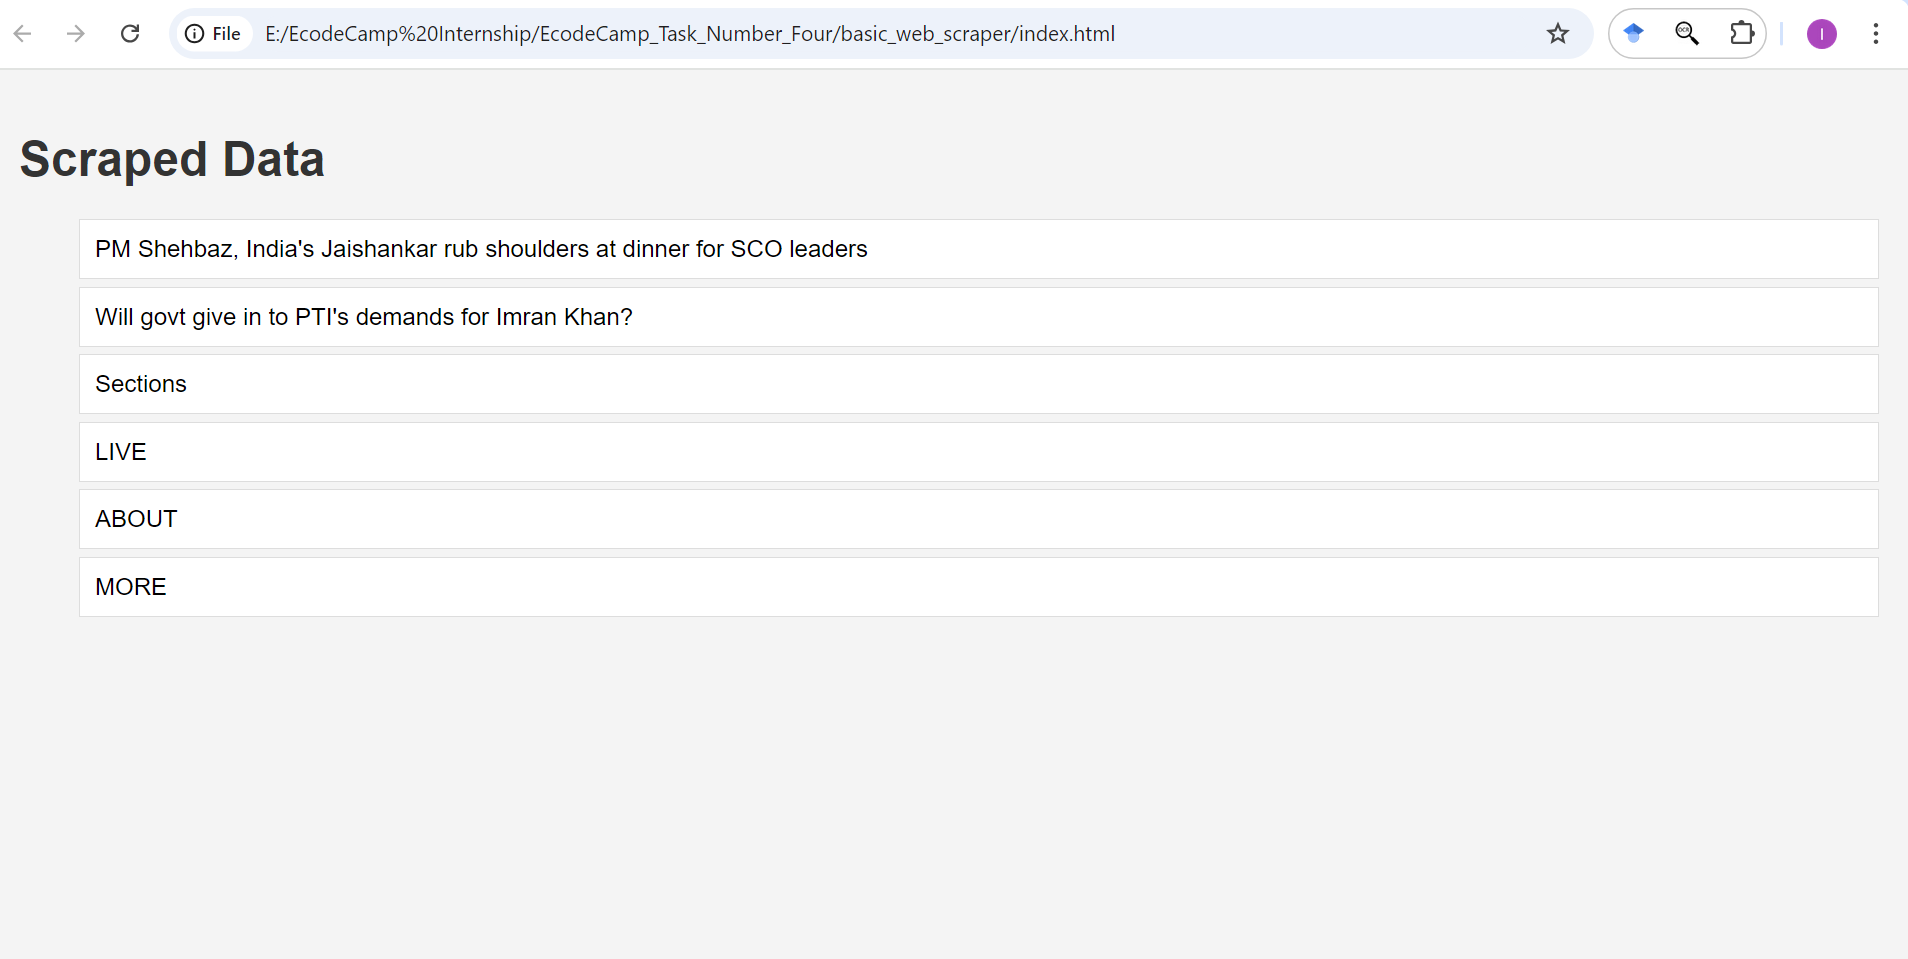 File E:/EcodeCamp%20Internship/EcodeCamp_Task_Number_Four/basic_web_scraper/index.html OCR I
Scraped Data
PM Shehbaz, India's Jaishankar rub shoulders at dinner for SCO leaders
Will govt give in to PTI's demands for Imran Khan?
Sections
LIVE
ABOUT
MORE